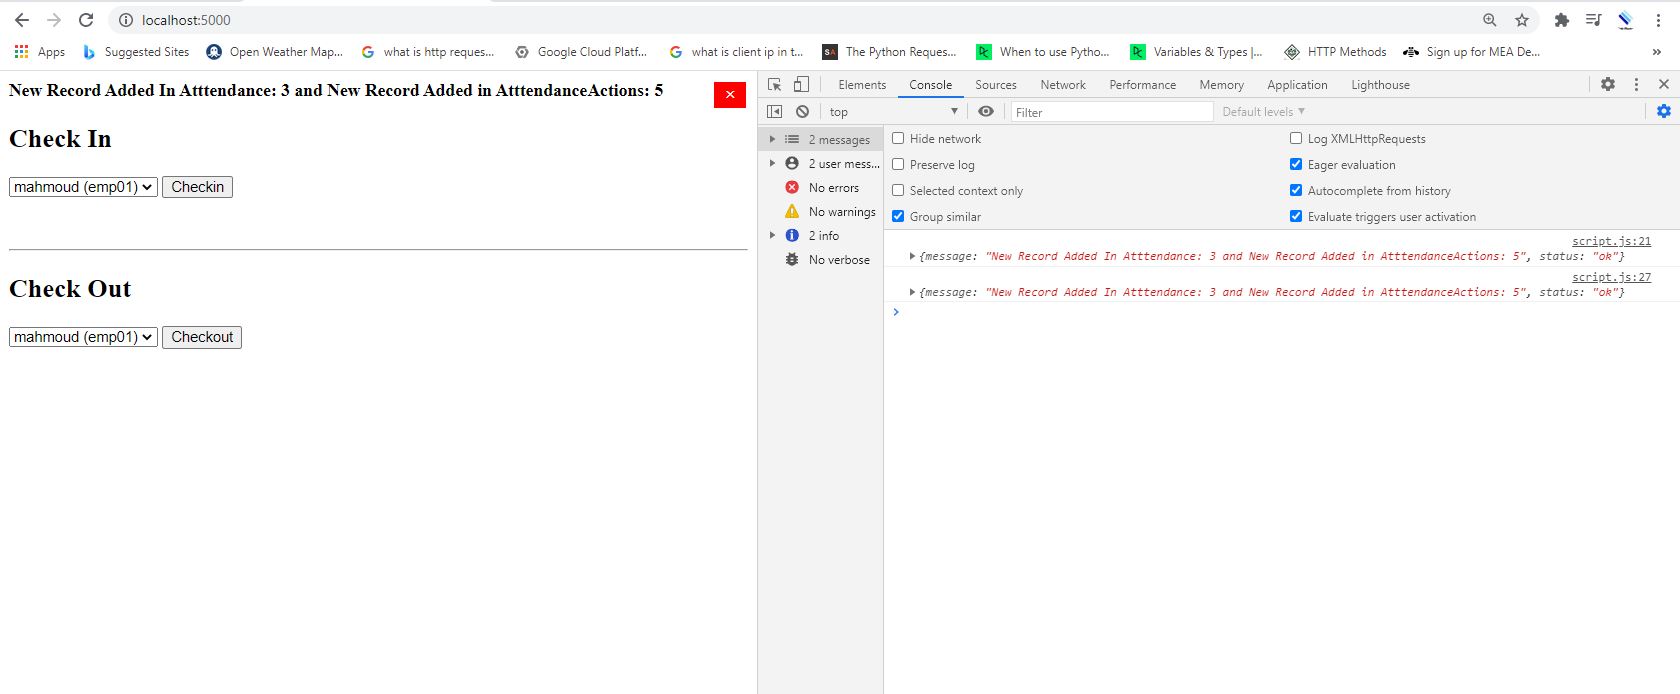 localhost:5000
Apps Suggested Sites Open Weather Map... what is http reques... Google Cloud Platf... what is client ip in t... The Python Reques... When to use Pytho... Variables & Types |... HTTP Methods Sign up for MEA De... »
New Record Added In Atttendance: 3 and New Record Added in AtttendanceActions: 5 ×
Check In
mahmoud (emp01) Checkin
Check Out
mahmoud (emp01) Checkout
Elements Console Sources Network Performance Memory Application Lighthouse
top Filter Default levels
2 messages
2 user mess...
No errors
No warnings
2 info
No verbose
Hide network Log XMLHttpRequests
Preserve log Eager evaluation
Selected context only Autocomplete from history
Group similar Evaluate triggers user activation
script.js:21
{message: "New Record Added In Atttendance: 3 and New Record Added in AtttendanceActions: 5", status: "ok"}
script.js:27
{message: "New Record Added In Atttendance: 3 and New Record Added in AtttendanceActions: 5", status: "ok"}